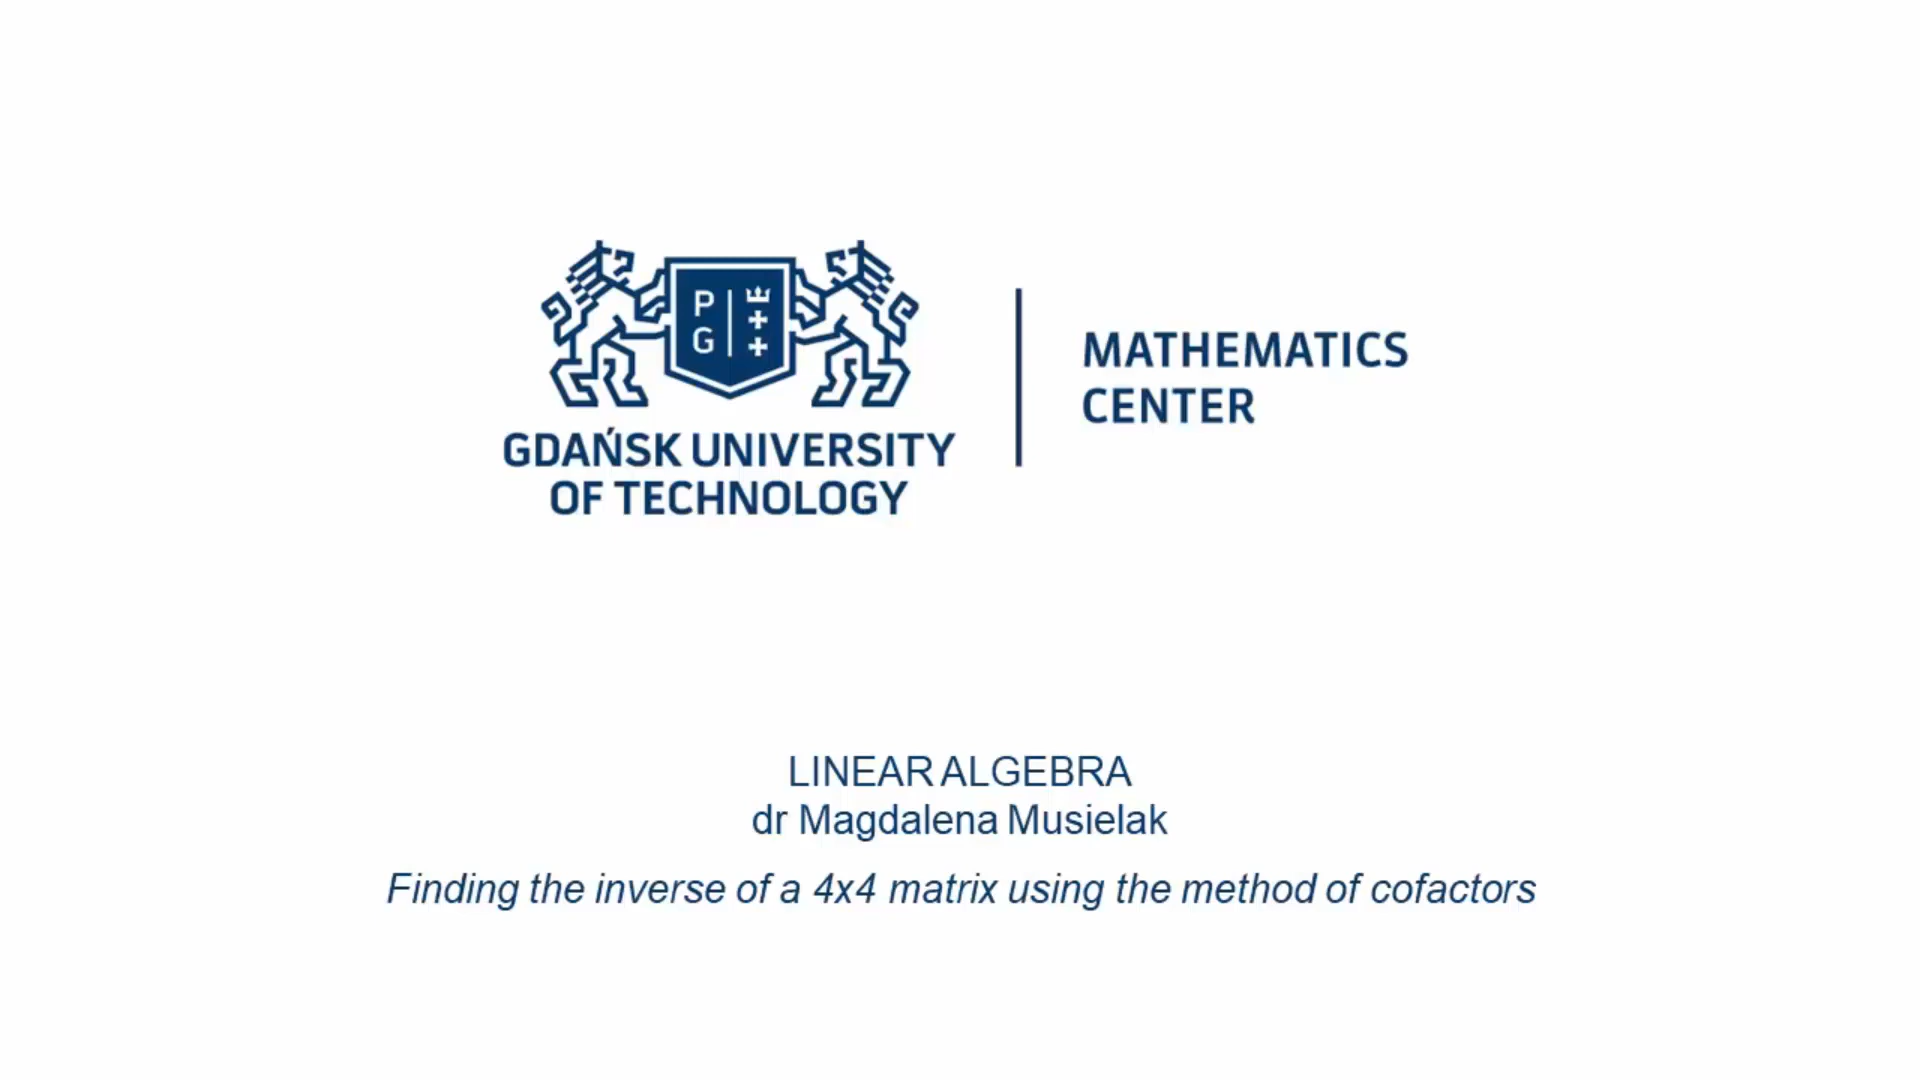 P
G
GDAŃSK UNIVERSITY
OF TECHNOLOGY
MATHEMATICS
CENTER
LINEAR ALGEBRA
dr Magdalena Musielak
Finding the inverse of a 4x4 matrix using the method of cofactors